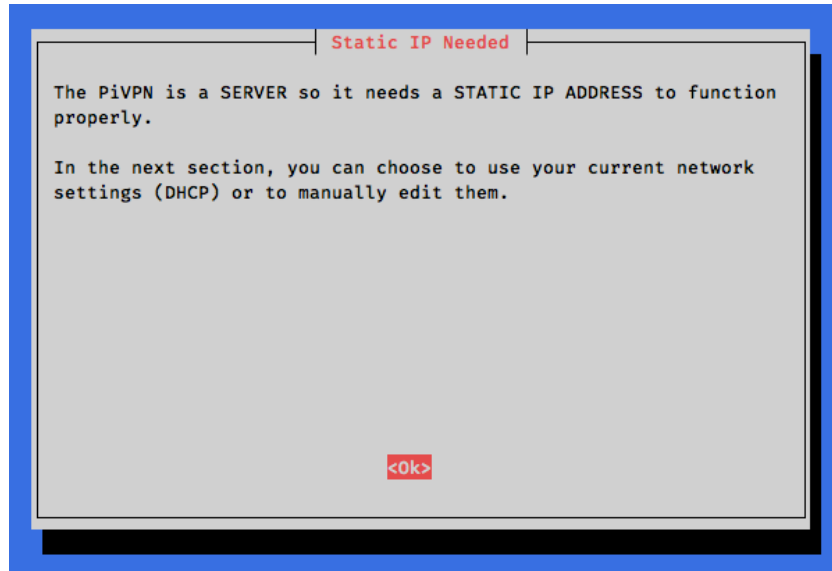 Static IP Needed
The PiVPN is a SERVER so it needs a STATIC IP ADDRESS to function
properly.
In the next section, you can choose to use your current network
settings (DHCP) or to manually edit them.
<Ok>